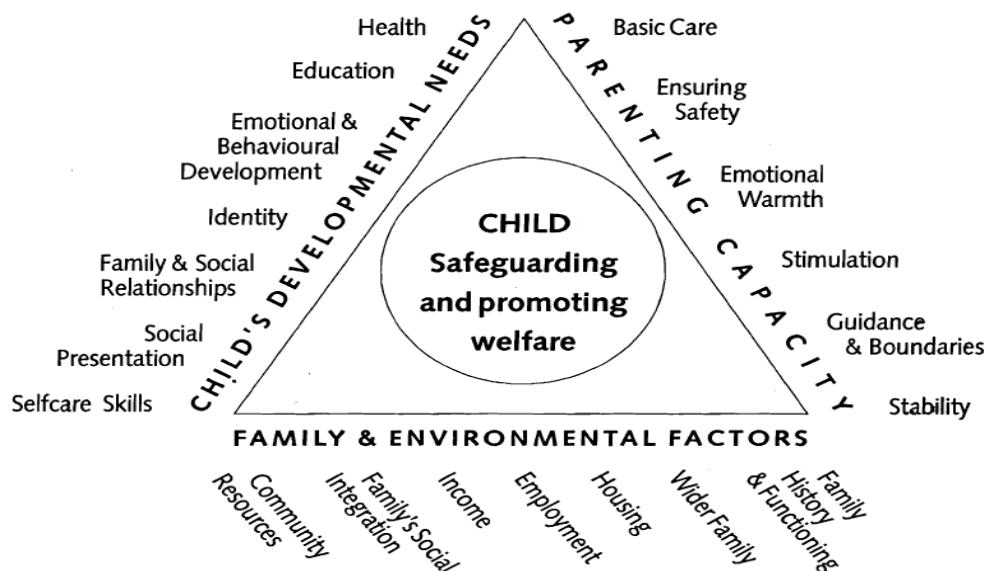 Health
Education
Emotional &
Behavioural
Development
Identity
Family & Social
Relationships
Social
Presentation
Selfcare Skills
CHILD'S DEVELOPMENTAL NEEDS
PARENTING CAPACITY
Basic Care
Ensuring
Safety
Emotional
Warmth
Stimulation
Guidance
& Boundaries
Stability
CHILD
Safeguarding
and promoting
welfare
FAMILY & ENVIRONMENTAL FACTORS
Community
Resources
Family's Social
Integration
Income
Employment
Housing
Wider Family
Family
History
& Functioning